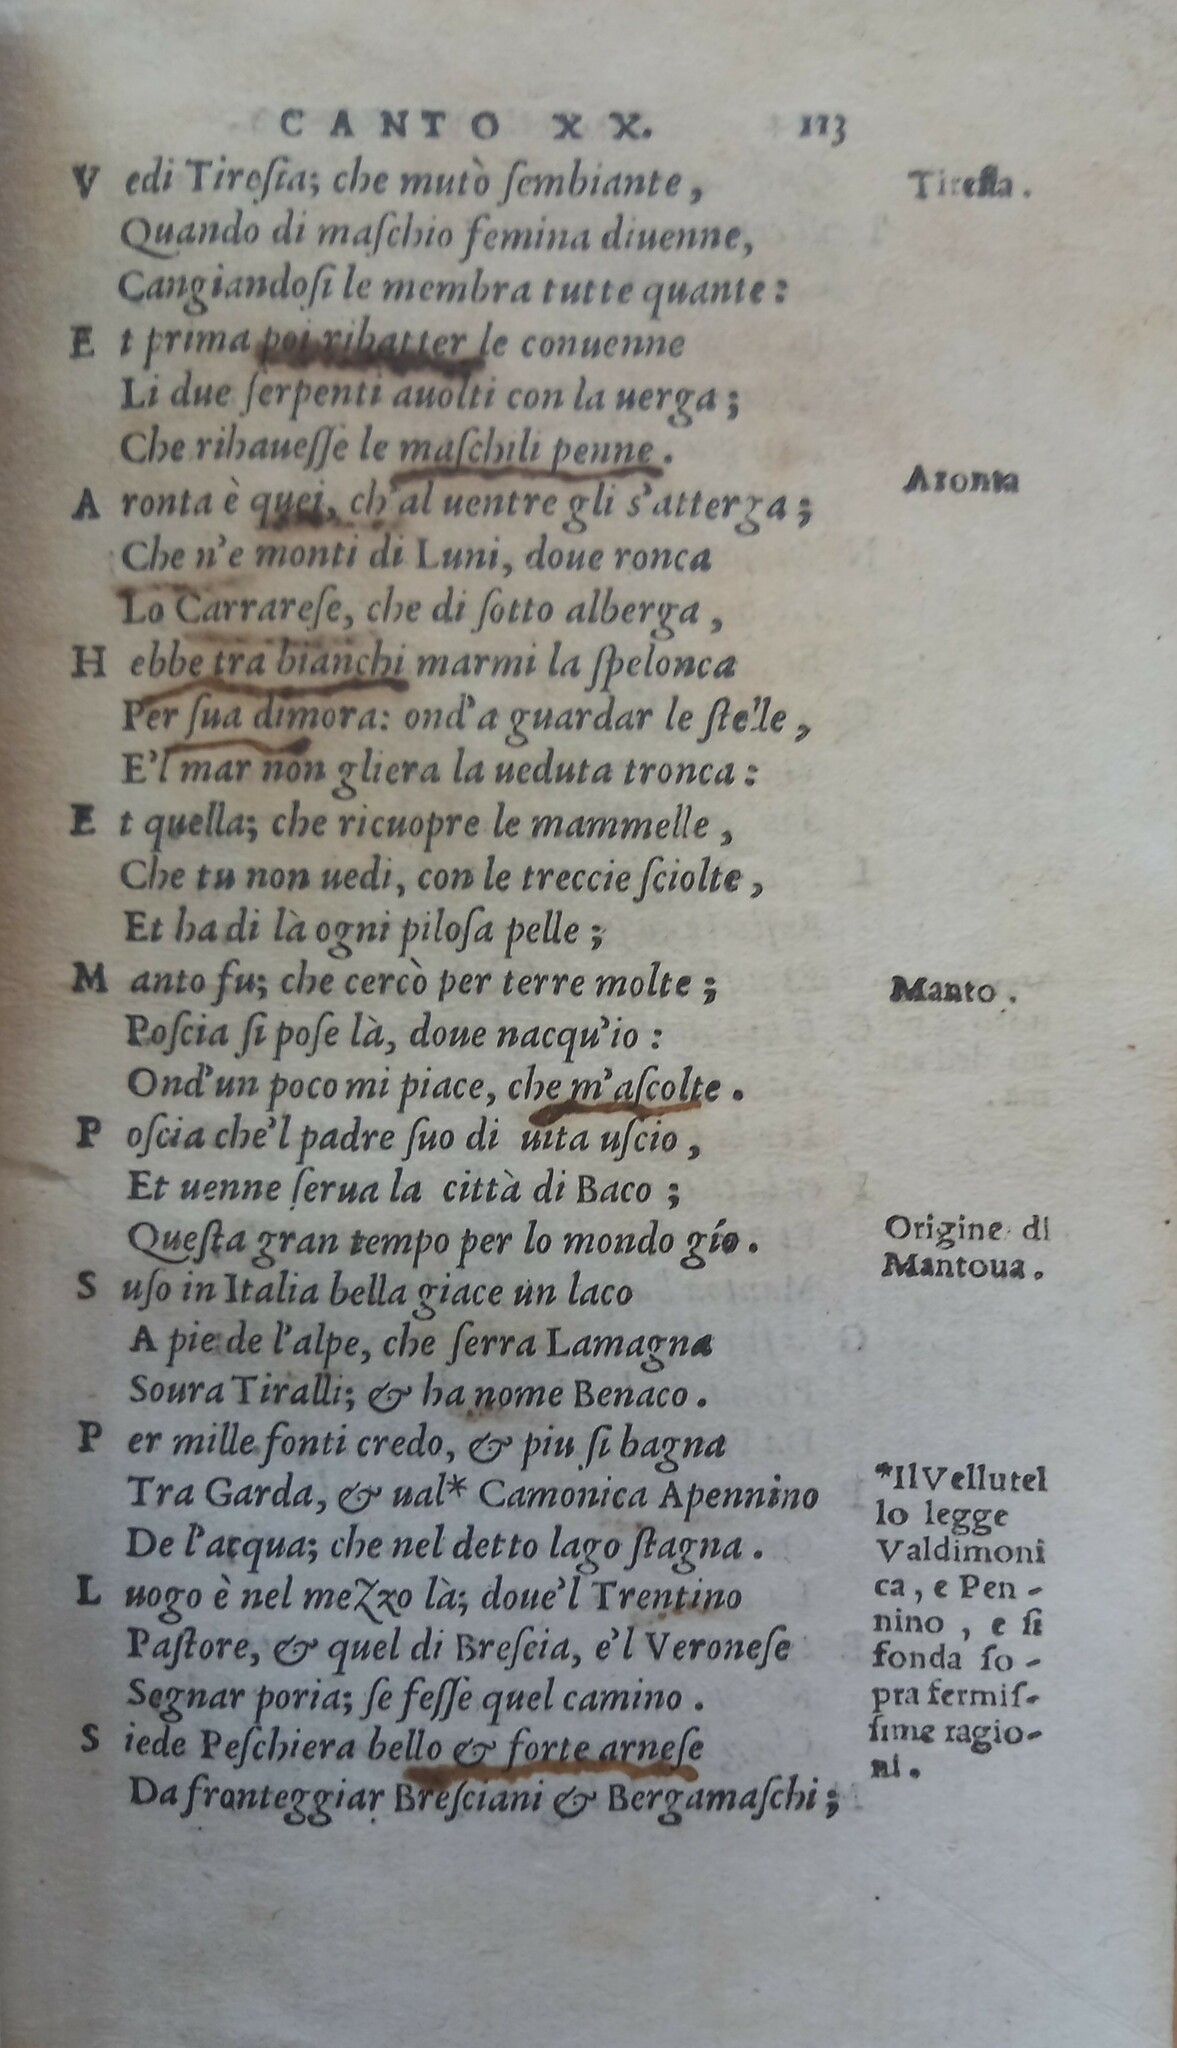 CANTO XX. 113
Vedi Tiresia; che mutò ſembiante,
Tireſia.
Quando di maſchio femina diuenne,
Cangiandoſi le membra tutte quante:
Et prima poi ribatter le conuenne
Li due ſerpenti auolti con la uerga;
Che rihaueſſe le maſchili penne.
Aronta
Aronta è quei, ch'al uentre gli s'atterga;
Che n'e monti di Luni, doue ronca
Lo Carrareſe, che di ſotto alberga,
Hebbe tra bianchi marmi la ſpelonca
Per ſua dimora: ond'a guardar le ſtelle,
E'l mar non gliera la ueduta tronca:
Et quella; che ricuopre le mammelle,
Che tu non uedi, con le treccie ſciolte,
Et ha di là ogni piloſa pelle;
Manto fu; che cercò per terre molte;
Manto.
Poſcia ſi poſe là, doue nacqu'io:
Ond'un poco mi piace, che m'aſcolte.
Poſcia che'l padre ſuo di uita uſcio,
Et uenne ſerua la città di Baco;
Queſta gran tempo per lo mondo gío.
Origine di
Mantoua.
Suſo in Italia bella giace un laco
A pie de l'alpe, che ſerra Lamagna
Soura Tiralli; & ha nome Benaco.
Per mille fonti credo, & piu ſi bagna
Tra Garda, & ual* Camonica Apennino
De l'acqua; che nel detto lago ſtagna.
Luogo è nel mezzo là; doue'l Trentino
Paſtore, & quel di Breſcia, e'l Veroneſe
Segnar poria; ſe feſſe quel camino.
Siede Peſchiera bello & forte arneſe
Da fronteggiar Breſciani & Bergamaſchi;
*Il Vellutel
lo legge
Valdimoni
ca, e Pen-
nino, e ſi
fonda ſo-
pra fermiſ-
ſime ragio-
ni.